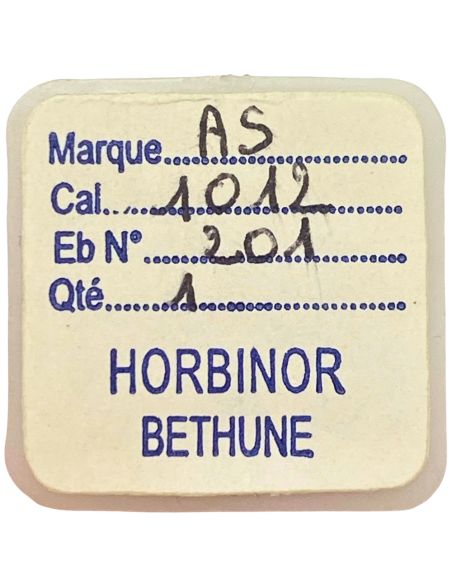 Marque AS
Cal. 1012
Eb N° 201
Qté 1
HORBINOR
BETHUNE